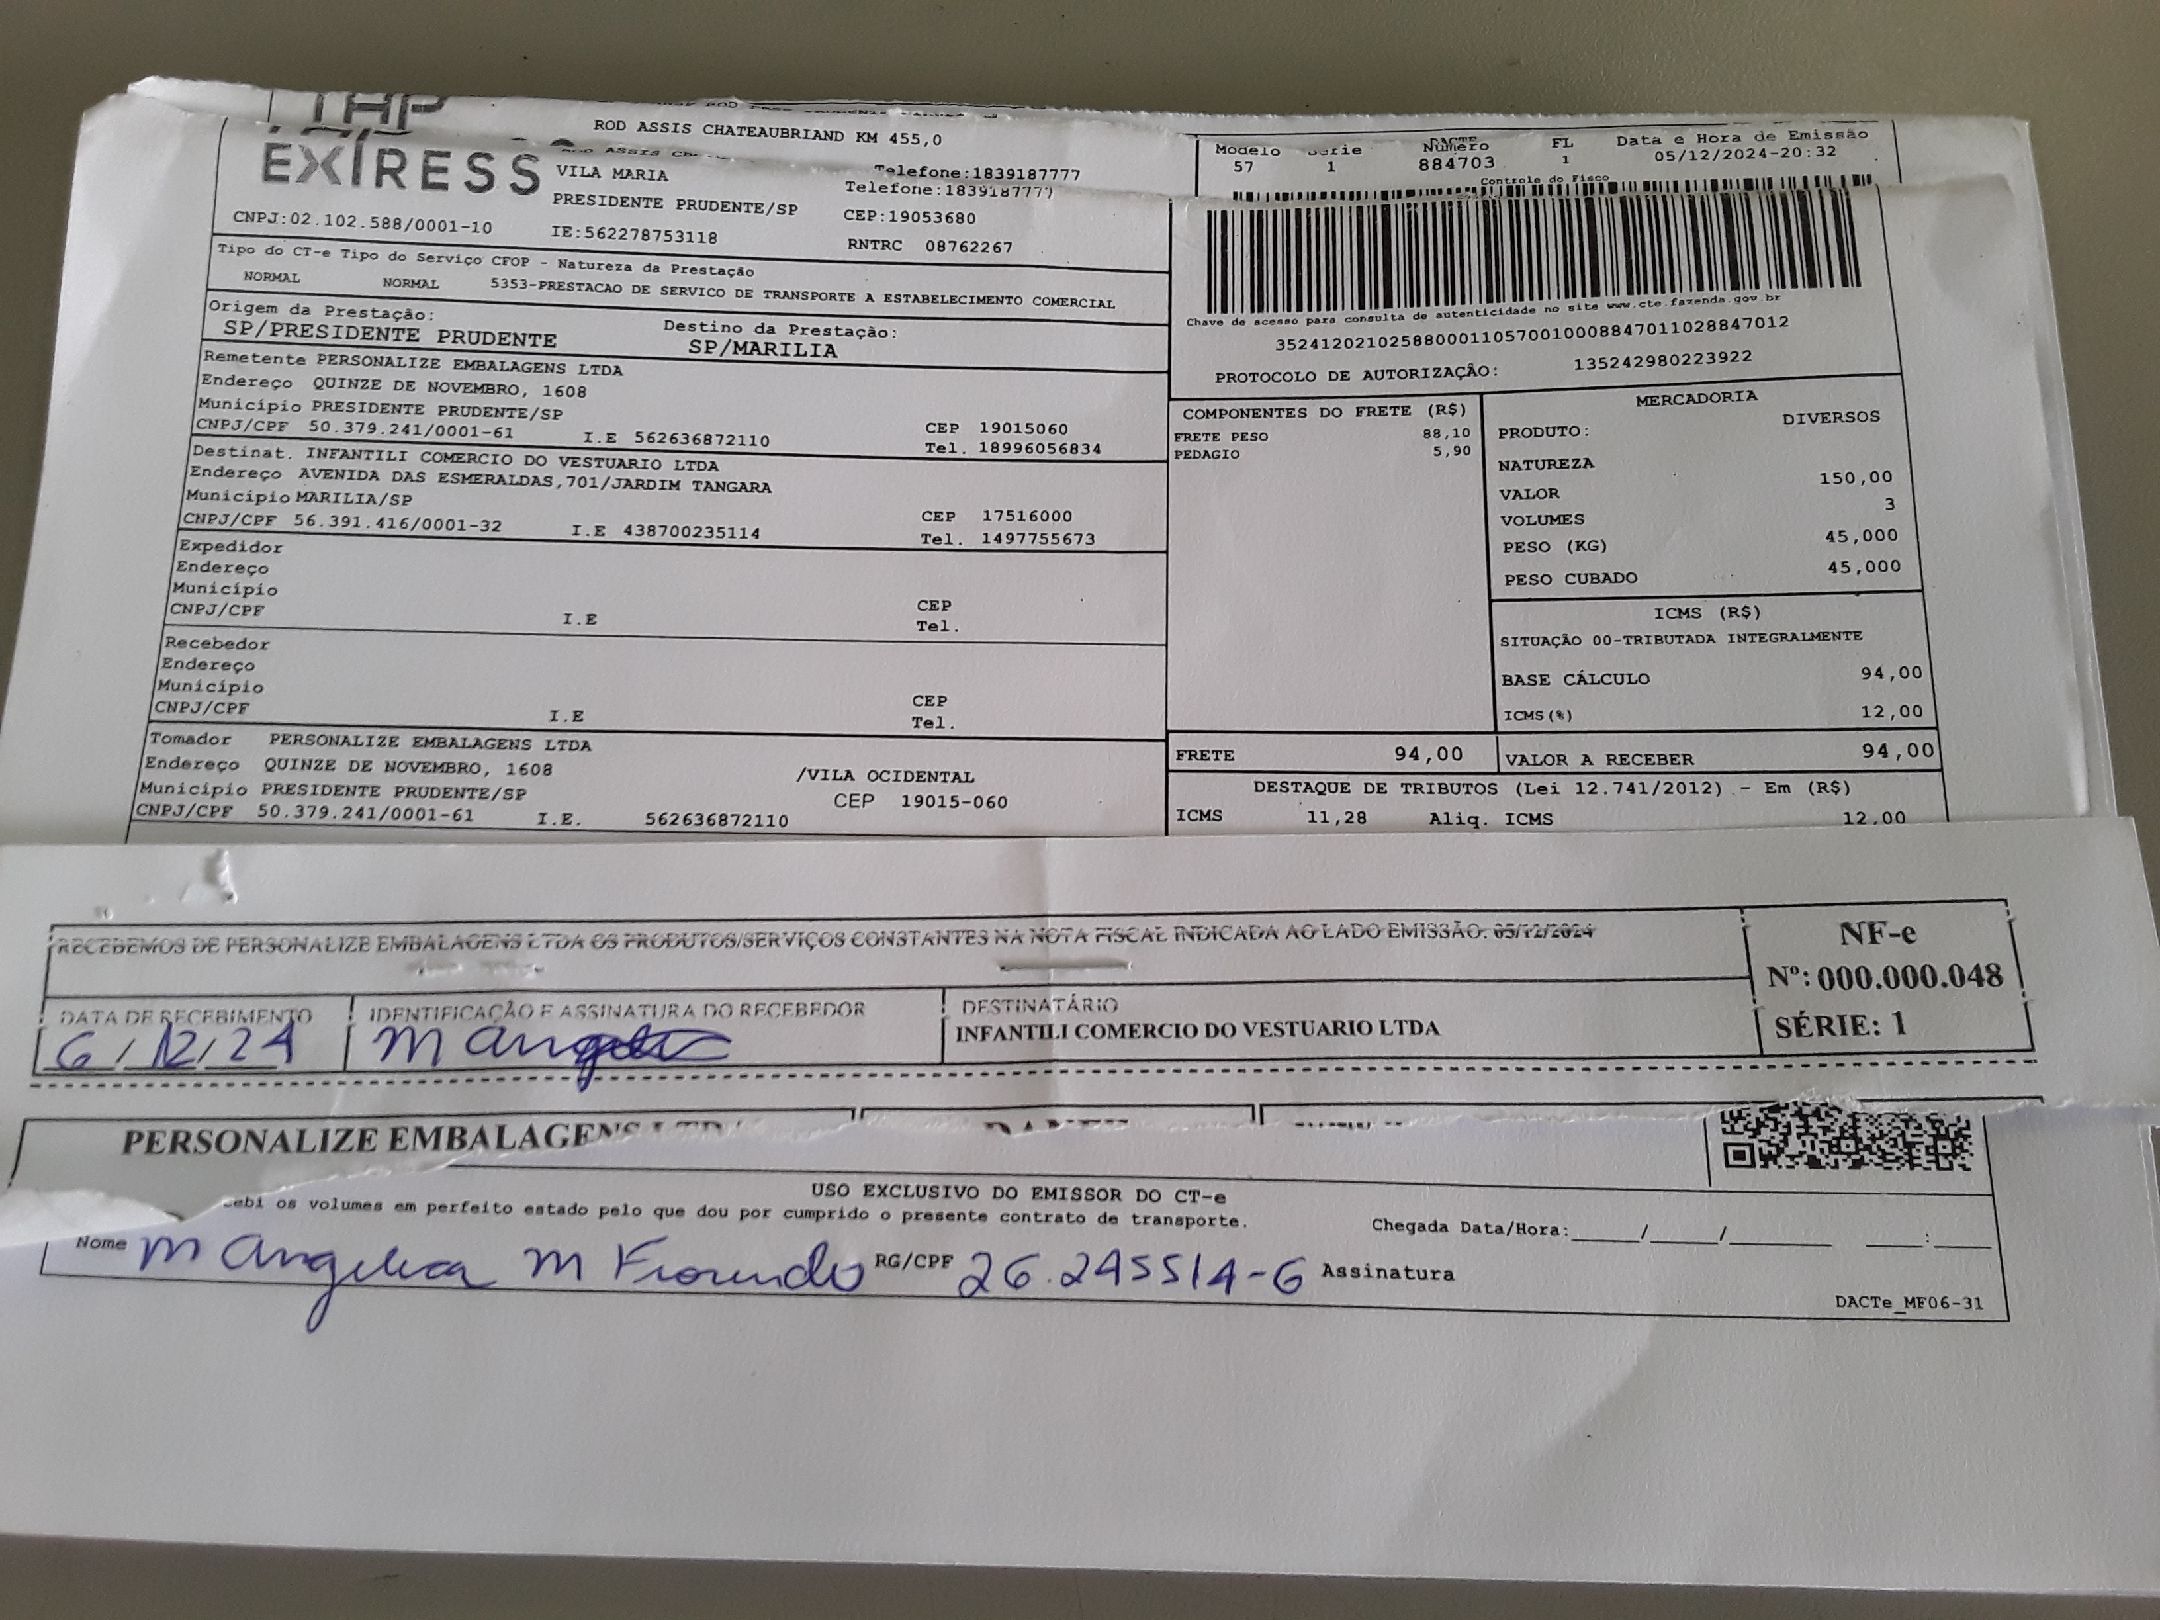 EXPRESS
ROD ASSIS CHATEAUBRIAND KM 455,0
VILA MARIA
Telefone:1839187777
Telefone:1839187777
PRESIDENTE PRUDENTE/SP
CEP:19053680
CNPJ:02.102.588/0001-10
IE:562278753118
RNTRC 08762267
Modelo
57
1
Número
884703
FL
1
Data e Hora de Emissão
05/12/2024-20:32
Controle do Fisco
Tipo do CT-e Tipo do Serviço CFOP - Natureza da Prestação
NORMAL NORMAL 5353-PRESTACAO DE SERVICO DE TRANSPORTE A ESTABELECIMENTO COMERCIAL
Origem da Prestação:
SP/PRESIDENTE PRUDENTE
Destino da Prestação:
SP/MARILIA
Chave de acesso para consulta de autenticidade no site www.cte.fazenda.gov.br
35241202102588000110570010008847011028847012
PROTOCOLO DE AUTORIZAÇÃO: 135242980223922
Remetente PERSONALIZE EMBALAGENS LTDA
Endereço QUINZE DE NOVEMBRO, 1608
Município PRESIDENTE PRUDENTE/SP
CEP 19015060
CNPJ/CPF 50.379.241/0001-61 I.E 562636872110 Tel. 18996056834
Destinat. INFANTILI COMERCIO DO VESTUARIO LTDA
Endereço AVENIDA DAS ESMERALDAS,701/JARDIM TANGARA
Município MARILIA/SP
CEP 17516000
CNPJ/CPF 56.391.416/0001-32 I.E 438700235114 Tel. 1497755673
Expedidor
Endereço
Município
CEP
CNPJ/CPF I.E Tel.
Recebedor
Endereço
Município
CEP
CNPJ/CPF I.E Tel.
Tomador PERSONALIZE EMBALAGENS LTDA
Endereço QUINZE DE NOVEMBRO, 1608 /VILA OCIDENTAL
Município PRESIDENTE PRUDENTE/SP CEP 19015-060
CNPJ/CPF 50.379.241/0001-61 I.E. 562636872110
COMPONENTES DO FRETE (R$)
FRETE PESO 88,10
PEDAGIO 5,90
MERCADORIA
PRODUTO: DIVERSOS
NATUREZA
VALOR 150,00
VOLUMES 3
PESO (KG) 45,000
PESO CUBADO 45,000
ICMS (R$)
SITUAÇÃO 00-TRIBUTADA INTEGRALMENTE
BASE CÁLCULO 94,00
ICMS(%) 12,00
FRETE 94,00
VALOR A RECEBER 94,00
DESTAQUE DE TRIBUTOS (Lei 12.741/2012) - Em (R$)
ICMS 11,28 Aliq. ICMS 12,00
RECEBEMOS DE PERSONALIZE EMBALAGENS LTDA OS PRODUTOS/SERVIÇOS CONSTANTES NA NOTA FISCAL INDICADA AO LADO EMISSÃO: 05/12/2024
NF-e
Nº: 000.000.048
SÉRIE: 1
DATA DE RECEBIMENTO
6/12/24
IDENTIFICAÇÃO E ASSINATURA DO RECEBEDOR
DESTINATÁRIO
INFANTILI COMERCIO DO VESTUARIO LTDA
PERSONALIZE EMBALAGENS LTDA
USO EXCLUSIVO DO EMISSOR DO CT-e
ebi os volumes em perfeito estado pelo que dou por cumprido o presente contrato de transporte.
Chegada Data/Hora:_____/_____/_______ ___:____
Nome M Angelica M RG/CPF 26.245514-6 Assinatura
DACTe_MF06-31